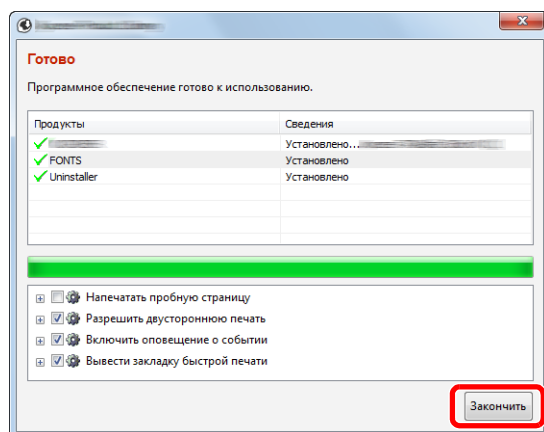 Готово
Программное обеспечение готово к использованию.
Продукты Сведения
Установлено...
FONTS Установлено
Uninstaller Установлено
Напечатать пробную страницу
Разрешить двустороннюю печать
Включить оповещение о событии
Вывести закладку быстрой печати
Закончить